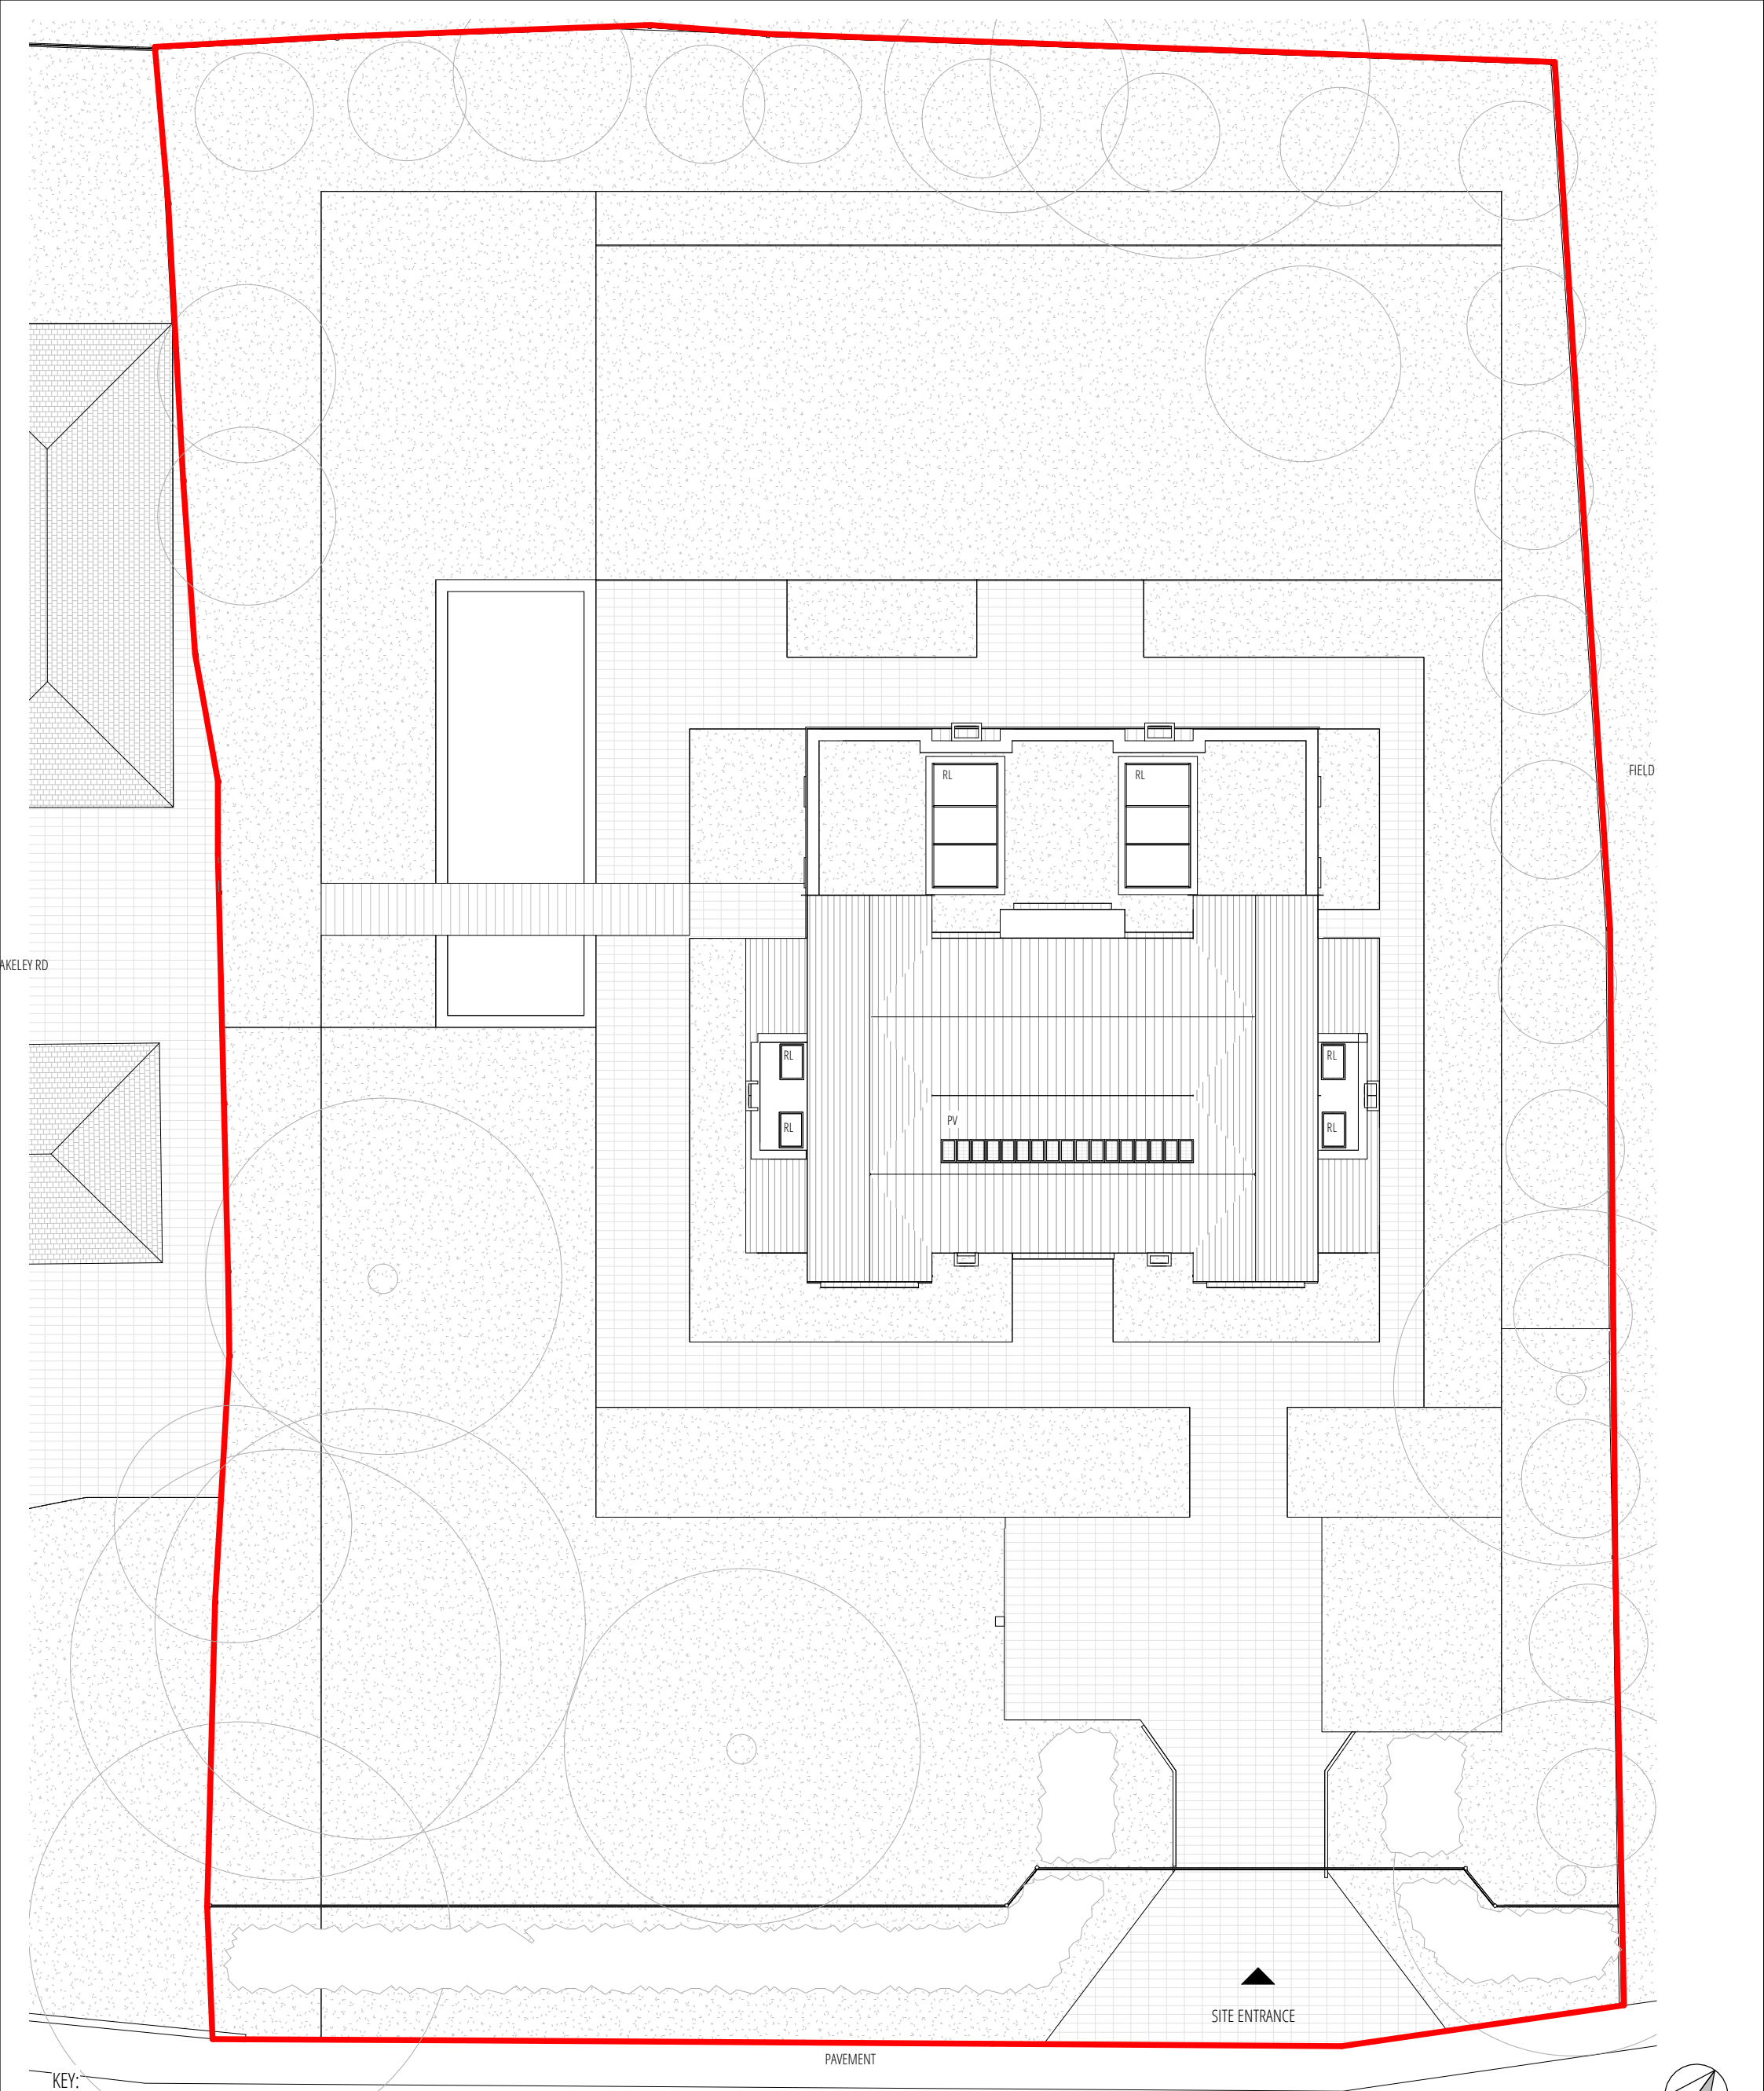 RL
RL
FIELD
AKELEY RD
RL
RL
PV
RL
RL
SITE ENTRANCE
PAVEMENT
KEY: